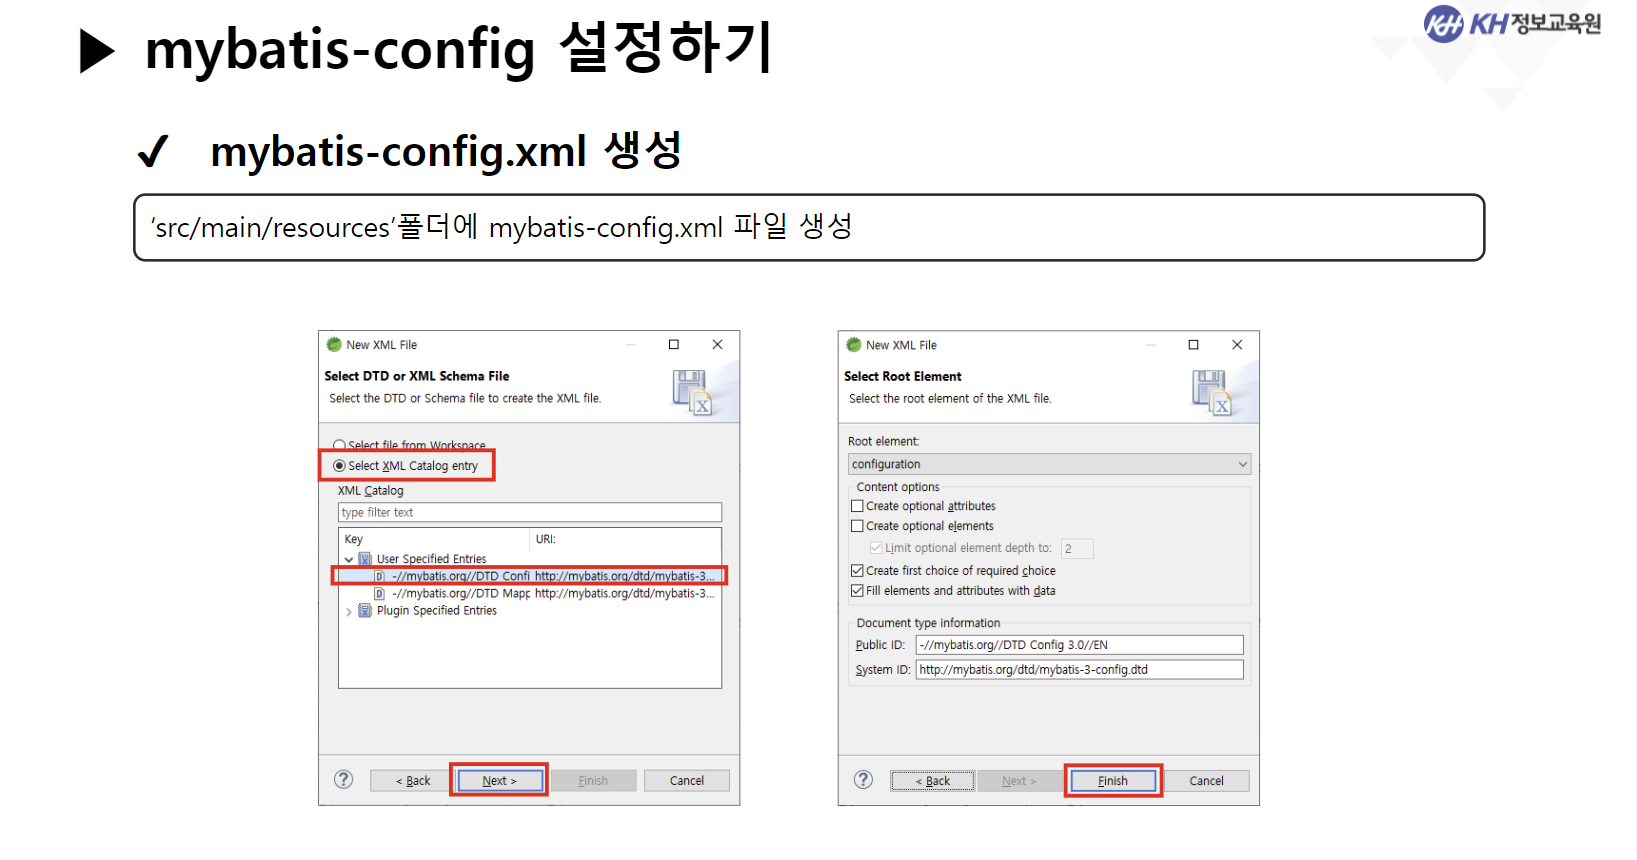 KH KH정보교육원
▶ mybatis-config 설정하기
✔ mybatis-config.xml 생성
‘src/main/resources’폴더에 mybatis-config.xml 파일 생성
New XML File
Select DTD or XML Schema File
Select the DTD or Schema file to create the XML file.
Select file from Workspace
Select XML Catalog entry
XML Catalog
type filter text
Key URI:
User Specified Entries
-//mybatis.org//DTD Confi http://mybatis.org/dtd/mybatis-3...
-//mybatis.org//DTD Mapp http://mybatis.org/dtd/mybatis-3...
Plugin Specified Entries
? < Back Next > Finish Cancel
New XML File
Select Root Element
Select the root element of the XML file.
Root element:
configuration
Content options
Create optional attributes
Create optional elements
Limit optional element depth to: 2
Create first choice of required choice
Fill elements and attributes with data
Document type information
Public ID: -//mybatis.org//DTD Config 3.0//EN
System ID: http://mybatis.org/dtd/mybatis-3-config.dtd
? < Back Next > Finish Cancel